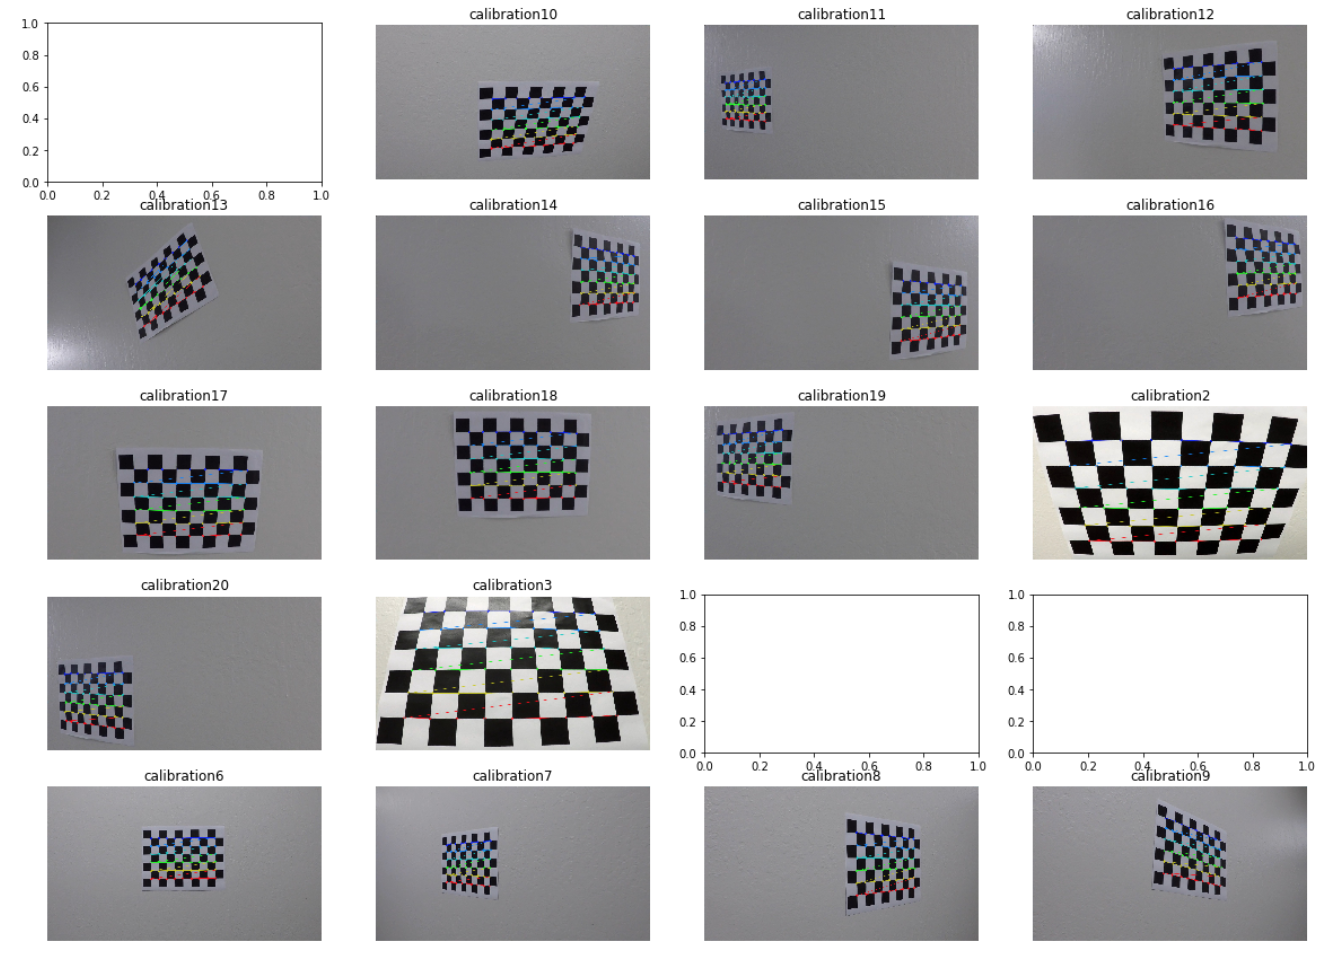 1.0
0.8
0.6
0.4
0.2
0.0
0.0 0.2 0.4 0.6 0.8 1.0
calibration10
calibration11
calibration12
calibration13
calibration14
calibration15
calibration16
calibration17
calibration18
calibration19
calibration2
calibration20
calibration3
1.0
0.8
0.6
0.4
0.2
0.0
0.0 0.2 0.4 0.6 0.8 1.0
1.0
0.8
0.6
0.4
0.2
0.0
0.0 0.2 0.4 0.6 0.8 1.0
calibration6
calibration7
calibration8
calibration9